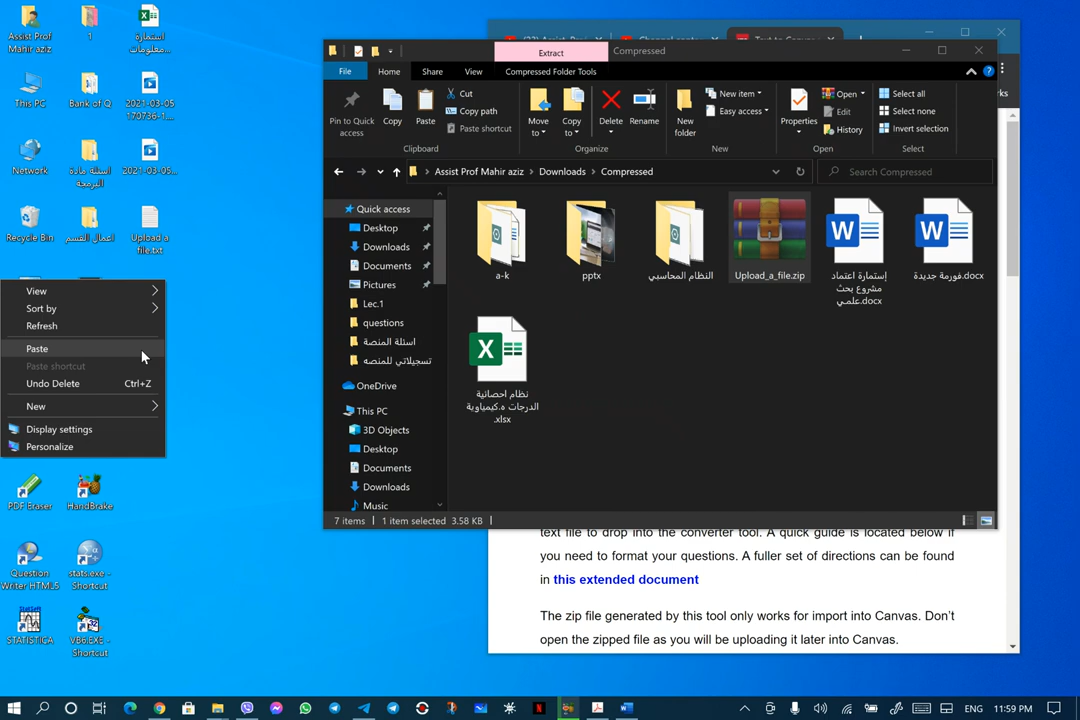 Assist Prof
Mahir aziz
1
استمارة
معلومات...
This PC
Bank of Q
2021-03-05
170736-1....
Network
اسئلة مادة
البرمجة
2021-03-05...
Recycle Bin
اعمال القسم
Upload a
file.txt
View
Sort by
Refresh
Paste
Paste shortcut
Undo Delete
Ctrl+Z
New
Display settings
Personalize
PDF Eraser
HandBrake
Question
Writer HTML5
stats.exe -
Shortcut
STATISTICA
VB6.EXE -
Shortcut
Extract
Compressed
File
Home
Share
View
Compressed Folder Tools
Pin to Quick
access
Copy
Paste
Cut
Copy path
Paste shortcut
Clipboard
Move
to
Copy
to
Delete
Rename
Organize
New
folder
New item
Easy access
New
Properties
Open
Edit
History
Open
Select all
Select none
Invert selection
Select
Assist Prof Mahir aziz > Downloads > Compressed
Search Compressed
Quick access
Desktop
Downloads
Documents
Pictures
Lec.1
questions
اسئلة المنصة
تسجيلاتي للمنصه
OneDrive
This PC
3D Objects
Desktop
Documents
Downloads
Music
a-k
pptx
النظام المحاسبي
Upload_a_file.zip
إستمارة اعتماد
مشروع بحث
علمي.docx
فورمة جديدة.docx
نظام احصائية
الدرجات ه.كيمياوية
.xlsx
7 items
1 item selected 3.58 KB
text file to drop into the converter tool. A quick guide is located below if
you need to format your questions. A fuller set of directions can be found
in this extended document
The zip file generated by this tool only works for import into Canvas. Don't
open the zipped file as you will be uploading it later into Canvas.
ENG
11:59 PM